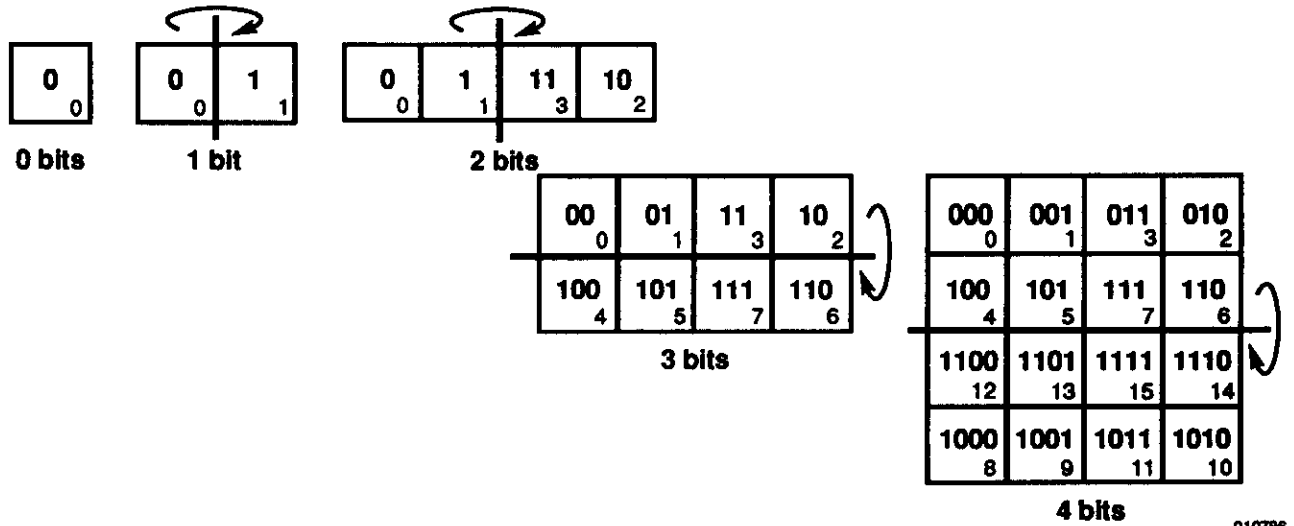 0 0
0 0 1 1
0 0 1 1 11 3 10 2
0 bits
1 bit
2 bits
00 0 01 1 11 3 10 2
100 4 101 5 111 7 110 6
3 bits
000 0 001 1 011 3 010 2
100 4 101 5 111 7 110 6
1100 12 1101 13 1111 15 1110 14
1000 8 1001 9 1011 11 1010 10
4 bits